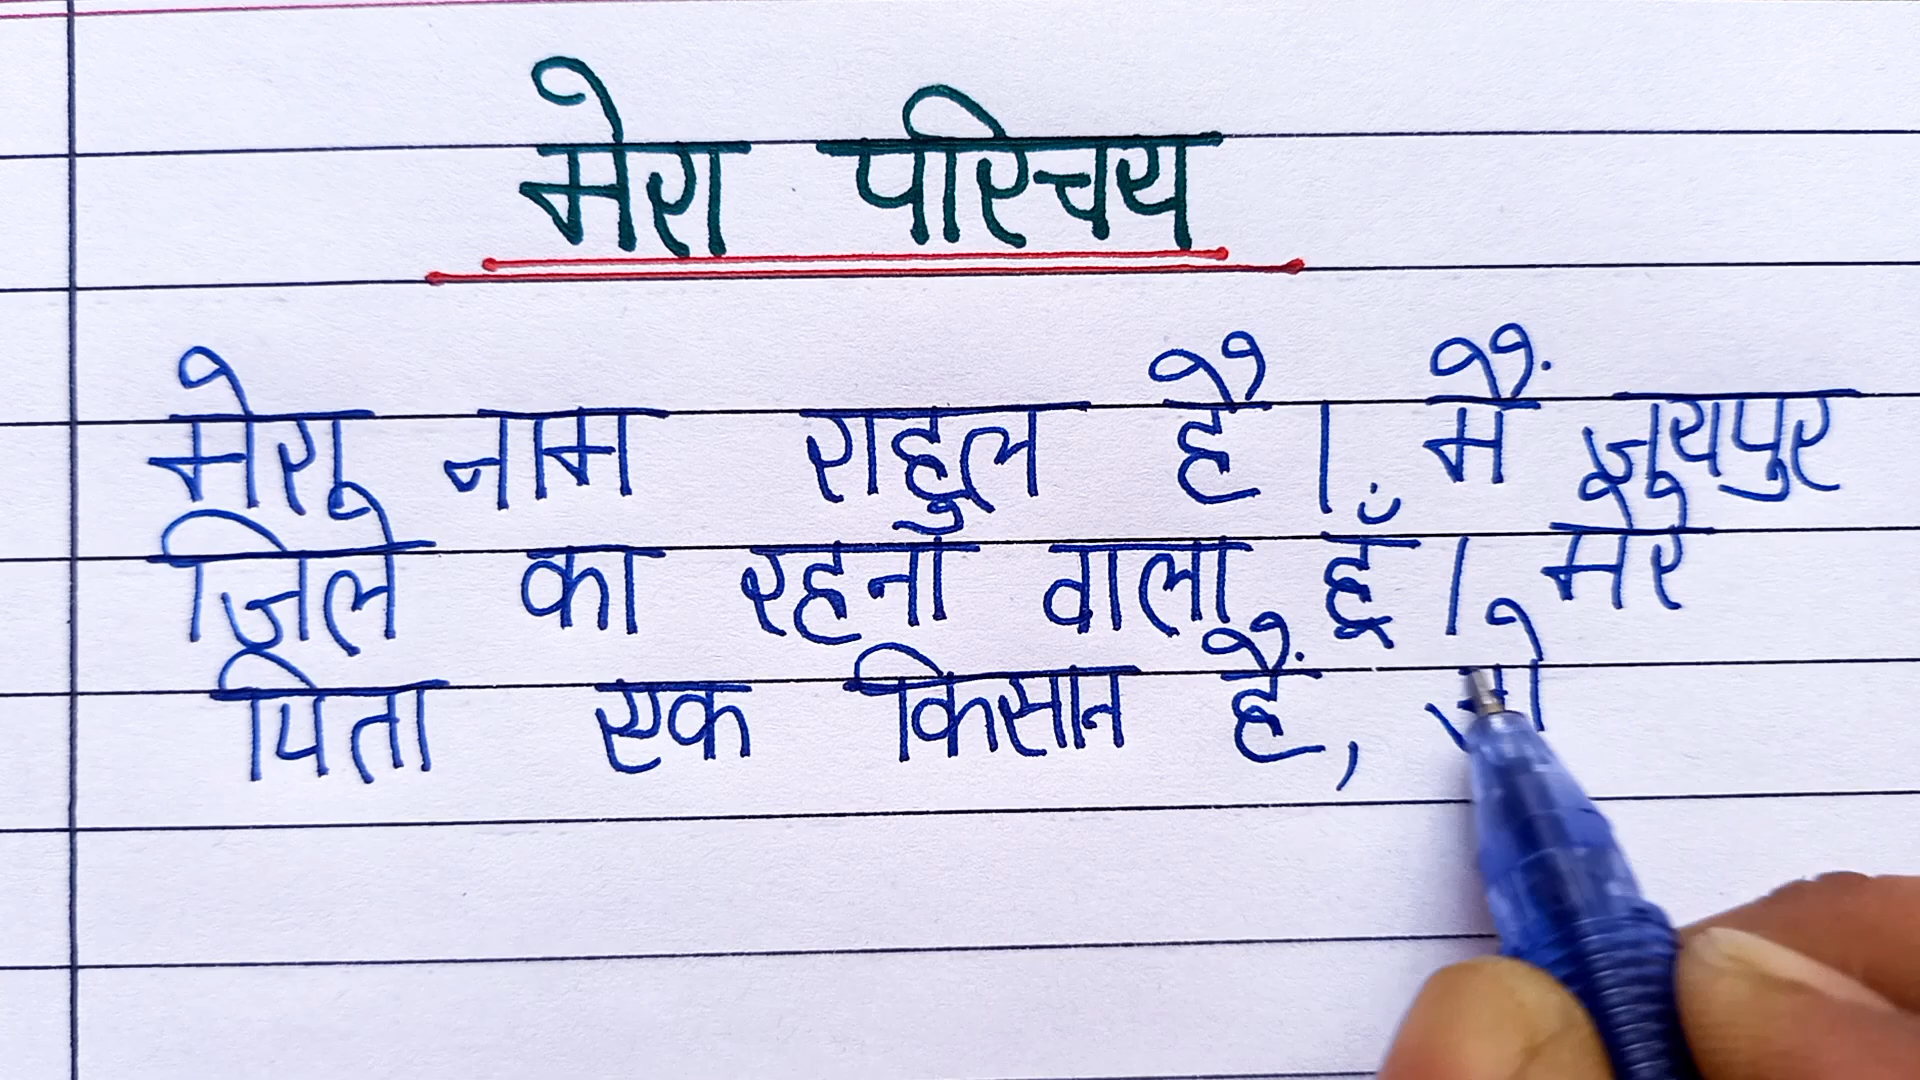 मेरा परिचय
मेरा नाम राहुल है। मैं जयपुर
जिले का रहना वाला हूँ। मेरे
पिता एक किसान हैं, जो